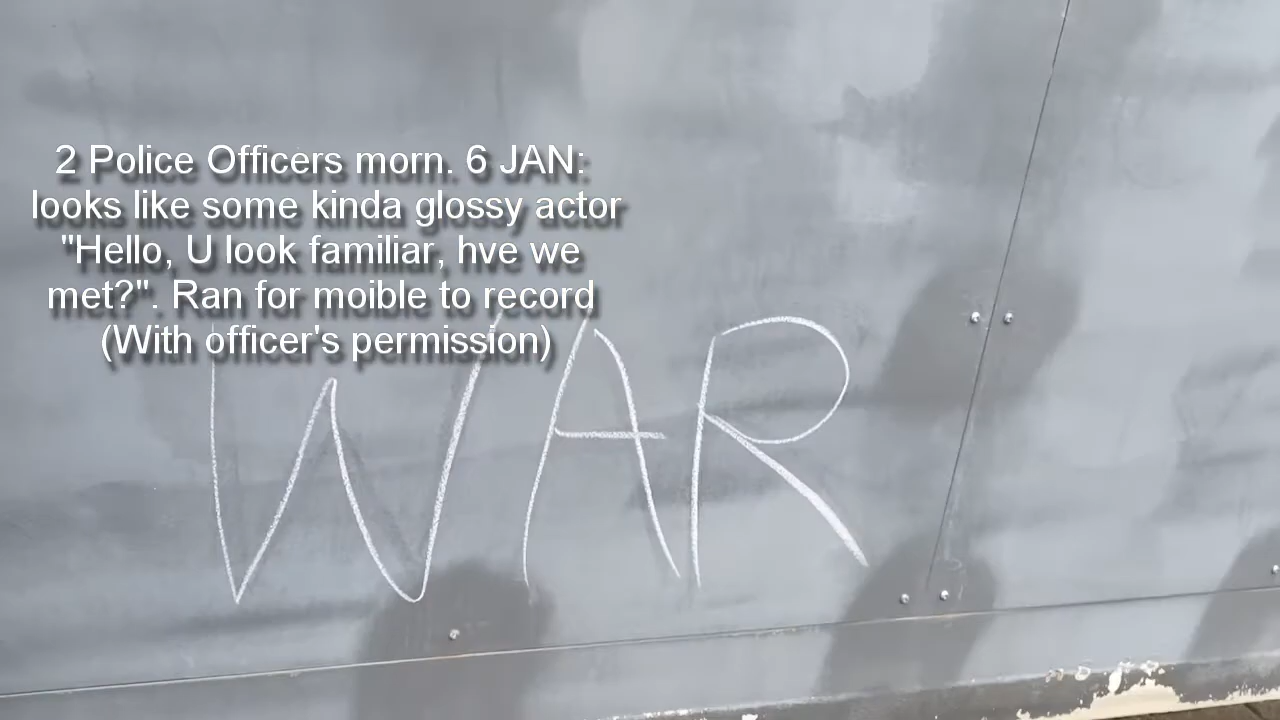 2 Police Officers morn. 6 JAN:
looks like some kinda glossy actor
"Hello, U look familiar, hve we
met?". Ran for moible to record
(With officer's permission)
WAR